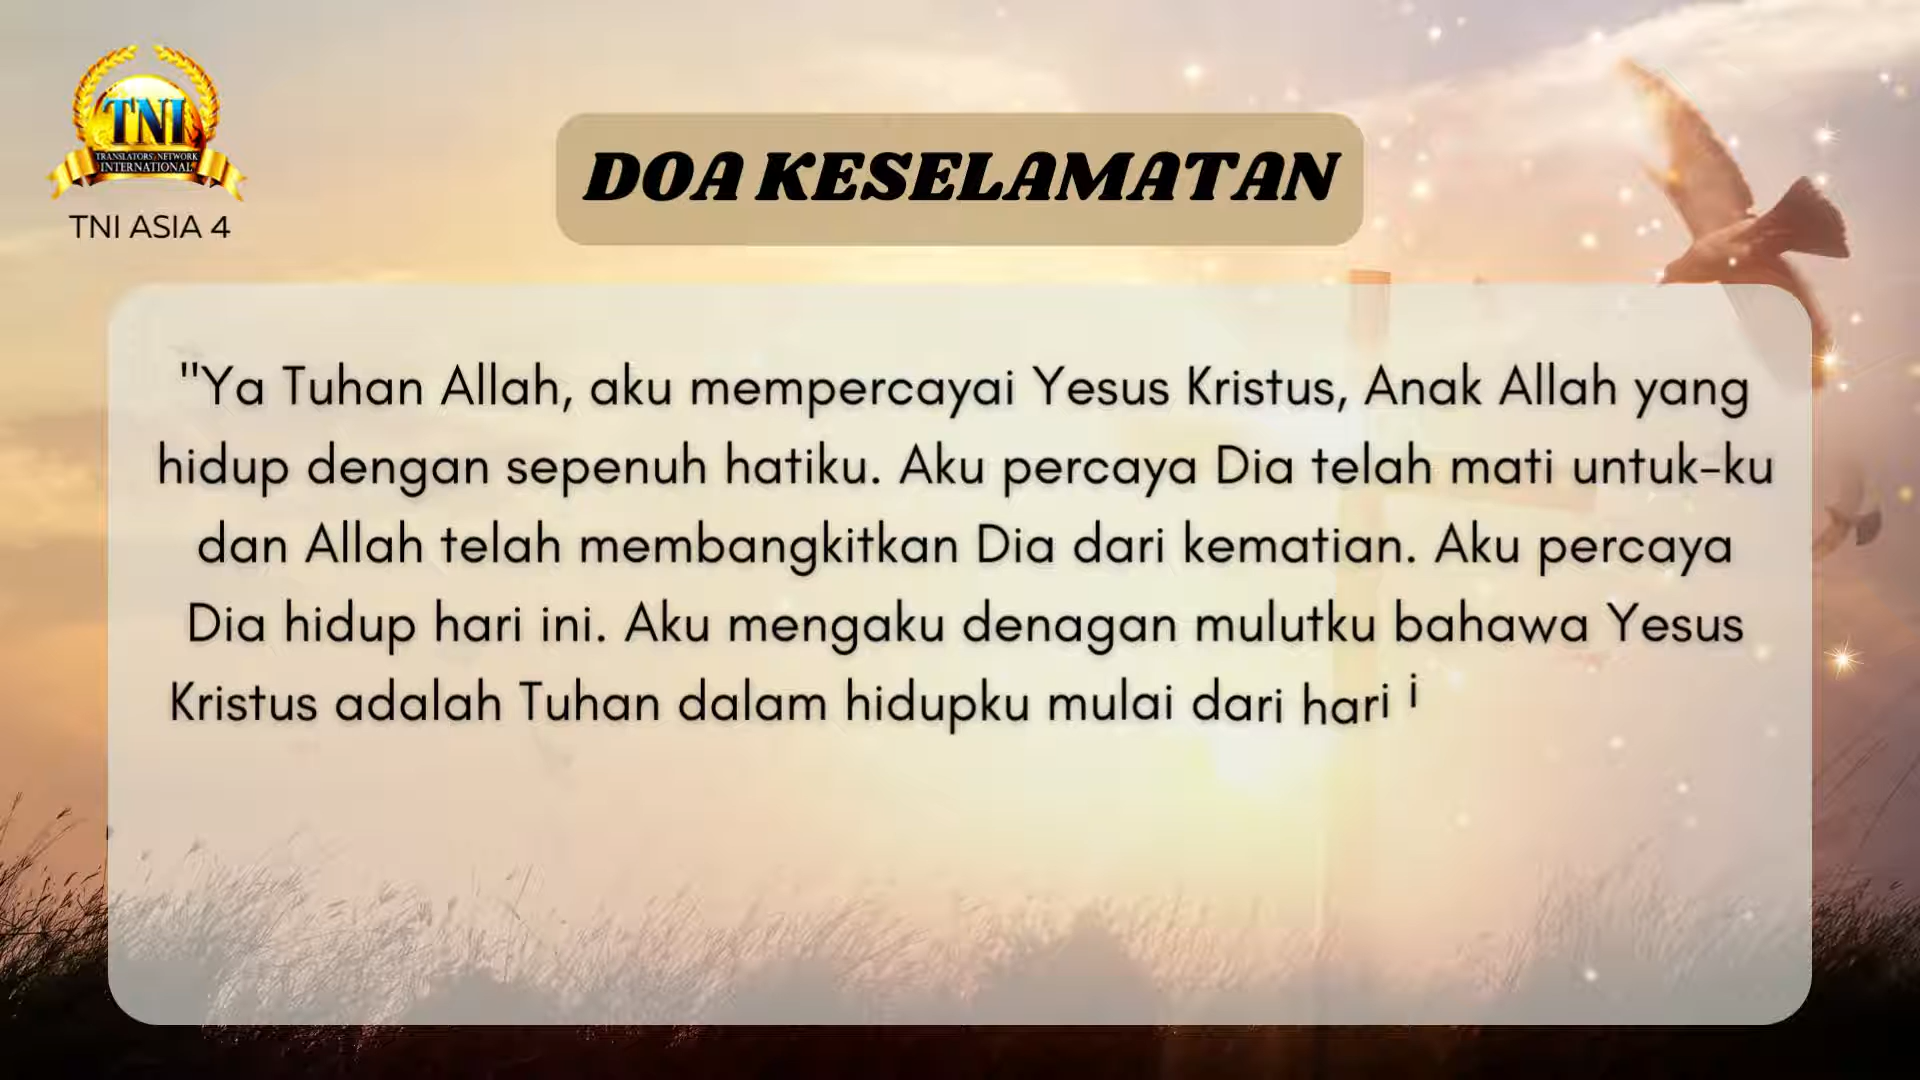 TNI
TRANSLATORS NETWORK
INTERNATIONAL
TNI ASIA 4
DOA KESELAMATAN
"Ya Tuhan Allah, aku mempercayai Yesus Kristus, Anak Allah yang
hidup dengan sepenuh hatiku. Aku percaya Dia telah mati untuk-ku
dan Allah telah membangkitkan Dia dari kematian. Aku percaya
Dia hidup hari ini. Aku mengaku denagan mulutku bahawa Yesus
Kristus adalah Tuhan dalam hidupku mulai dari hari i